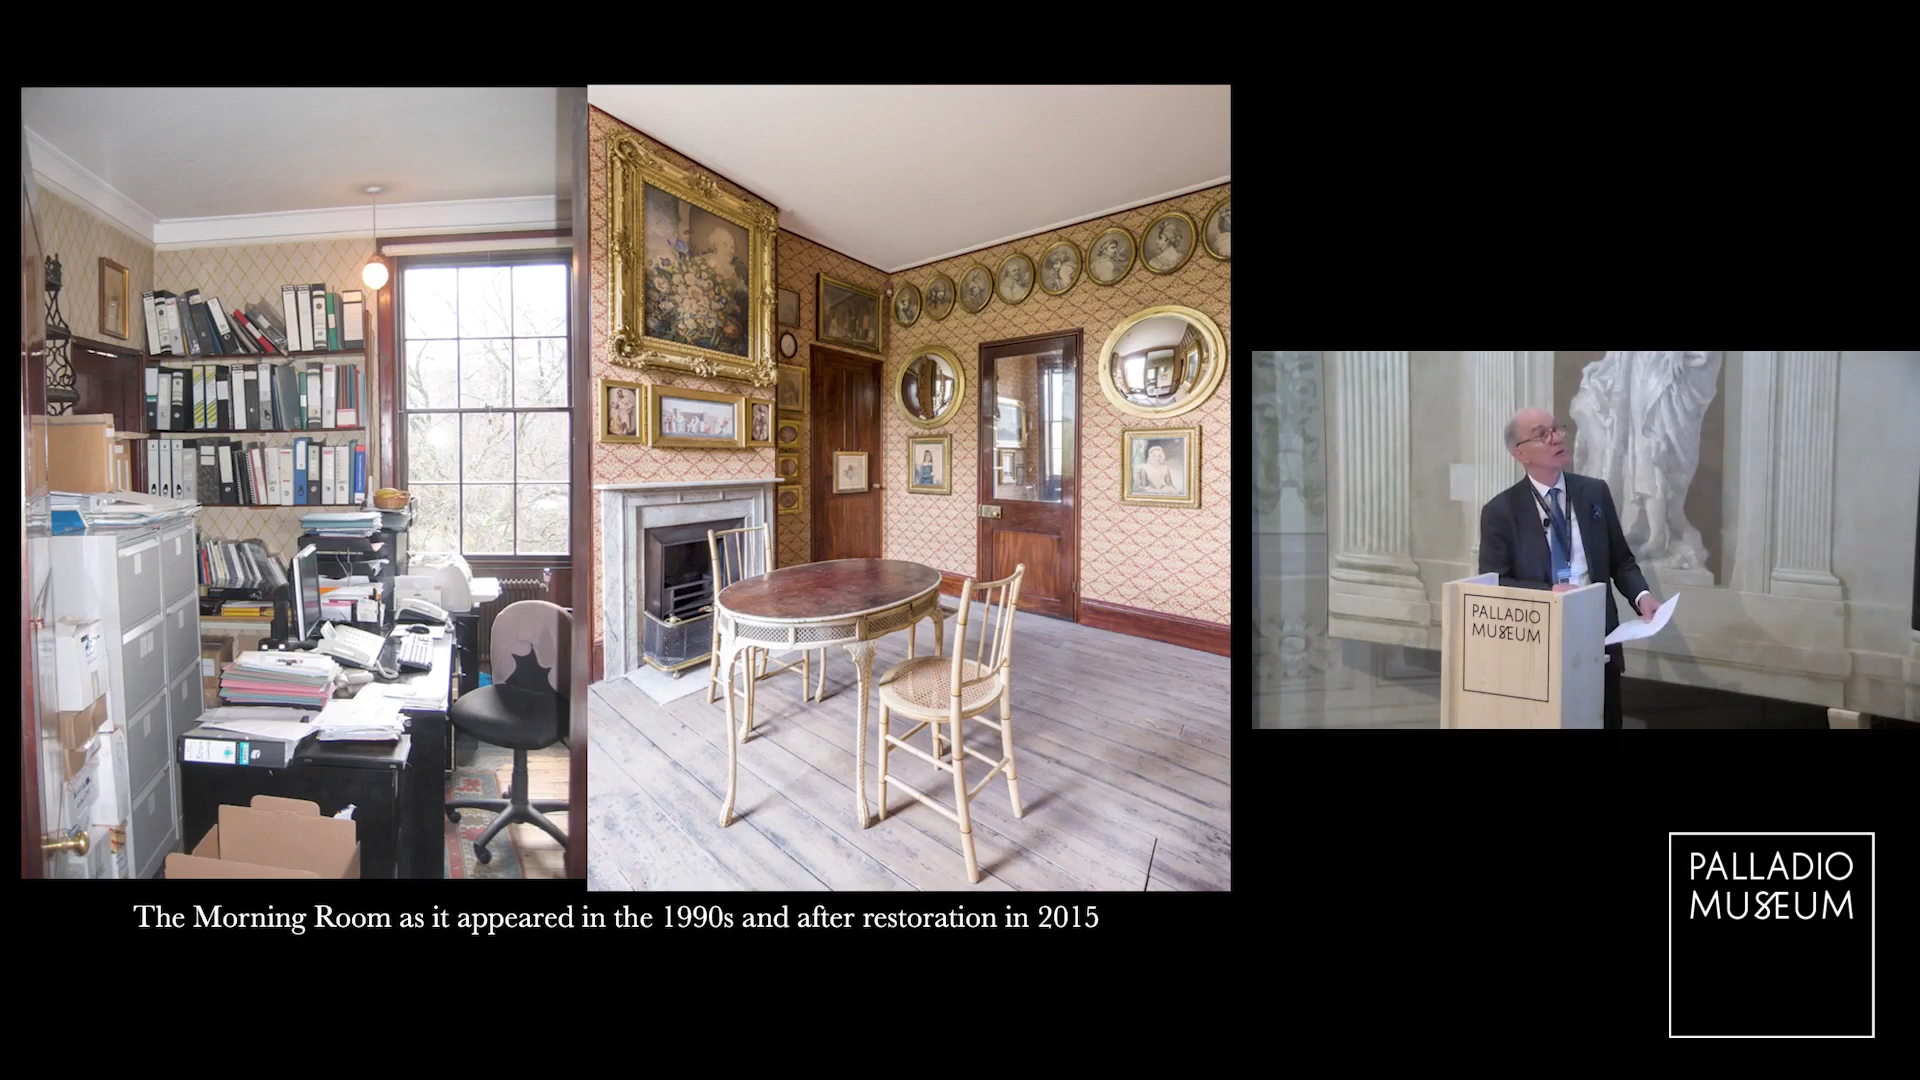 The Morning Room as it appeared in the 1990s and after restoration in 2015
PALLADIO
MUSEUM
PALLADIO
MUSEUM